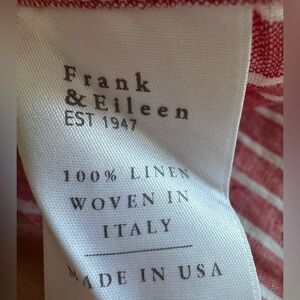 Frank
& Eileen
EST 1947
100% LINEN
WOVEN IN
ITALY
MADE IN USA